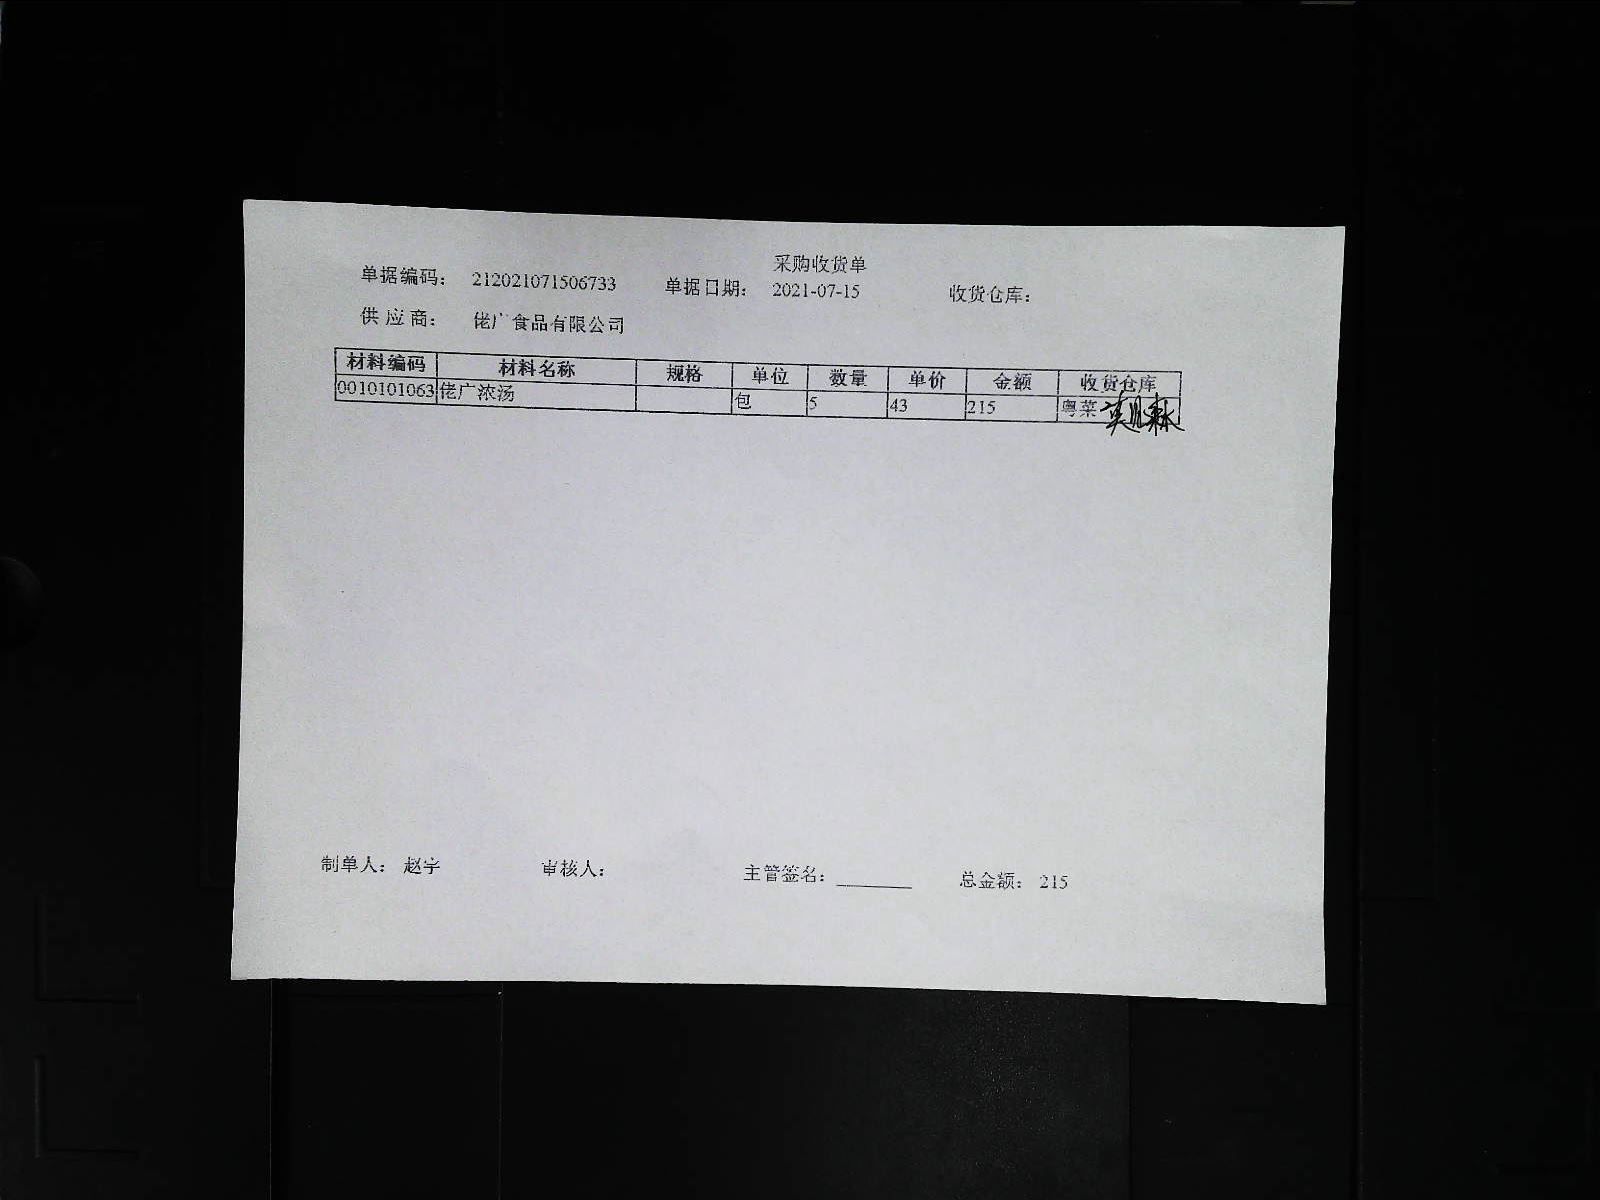 采购收货单
单据编码: 212021071506733 单据日期: 2021-07-15 收货仓库:
供应商: 佬广食品有限公司
材料编码 材料名称 规格 单位 数量 单价 金额 收货仓库
0010101063 佬广浓汤 包 5 43 215 粤菜
制单人: 赵宇 审核人: 主管签名: ______ 总金额: 215